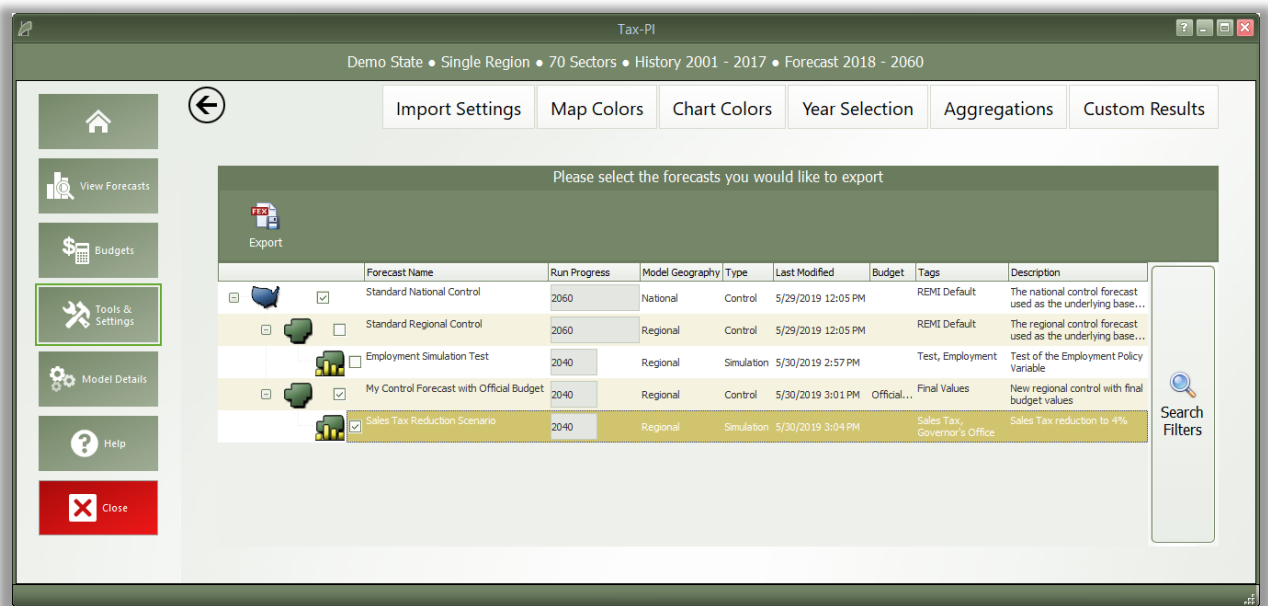 Tax-PI
?
Demo State ● Single Region ● 70 Sectors ● History 2001 - 2017 ● Forecast 2018 - 2060
Import Settings Map Colors Chart Colors Year Selection Aggregations Custom Results
View Forecasts
Budgets
Tools &
Settings
Model Details
? Help
Close
Please select the forecasts you would like to export
FEX
Export
Forecast Name Run Progress Model Geography Type Last Modified Budget Tags Description
Standard National Control 2060 National Control 5/29/2019 12:05 PM REMI Default The national control forecast
used as the underlying base...
Standard Regional Control 2060 Regional Control 5/29/2019 12:05 PM REMI Default The regional control forecast
used as the underlying base...
Employment Simulation Test 2040 Regional Simulation 5/30/2019 2:57 PM Test, Employment Test of the Employment Policy
Variable
My Control Forecast with Official Budget 2040 Regional Control 5/30/2019 3:01 PM Official... Final Values New regional control with final
budget values
Sales Tax Reduction Scenario 2040 Regional Simulation 5/30/2019 3:04 PM Sales Tax, Sales Tax reduction to 4%
Governor's Office
Search
Filters